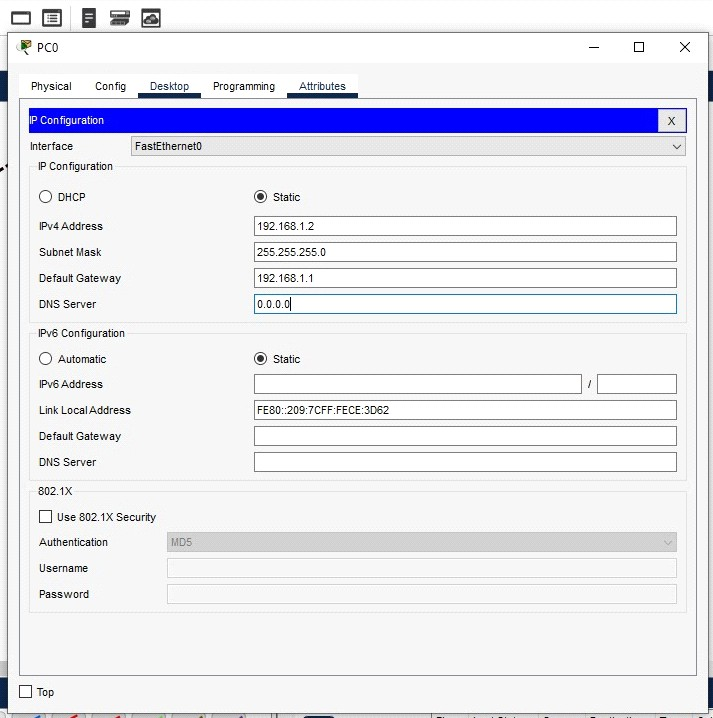 PC0
Physical Config Desktop Programming Attributes
IP Configuration X
Interface FastEthernet0
IP Configuration
DHCP Static
IPv4 Address 192.168.1.2
Subnet Mask 255.255.255.0
Default Gateway 192.168.1.1
DNS Server 0.0.0.0
IPv6 Configuration
Automatic Static
IPv6 Address /
Link Local Address FE80::209:7CFF:FECE:3D62
Default Gateway
DNS Server
802.1X
Use 802.1X Security
Authentication MD5
Username
Password
Top